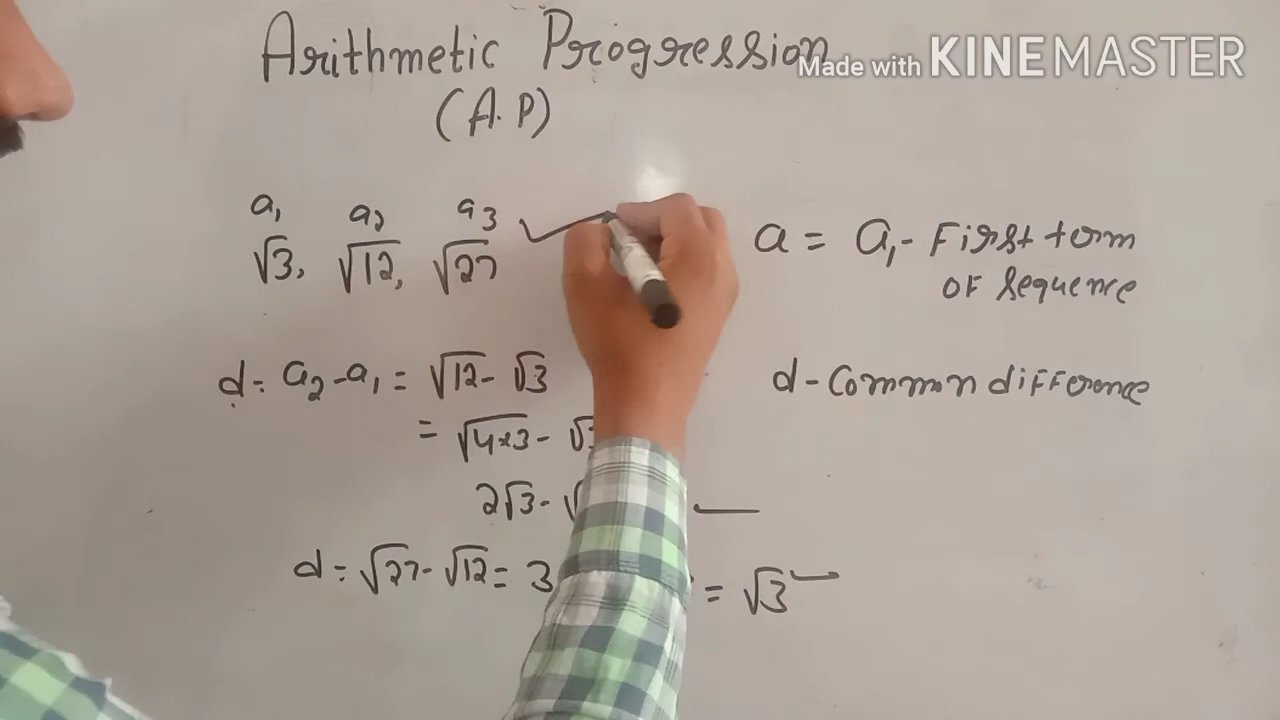 Arithmetic Progression
Made with KINEMASTER
(A.P)
a₁ a₂ a₃
√3, √12, √27
a = a₁ - First term
of sequence
d = a₂ - a₁ = √12 - √3
d - Common difference
= √4×3 - √
2√3 - √
d = √27 - √12 = 3
= √3